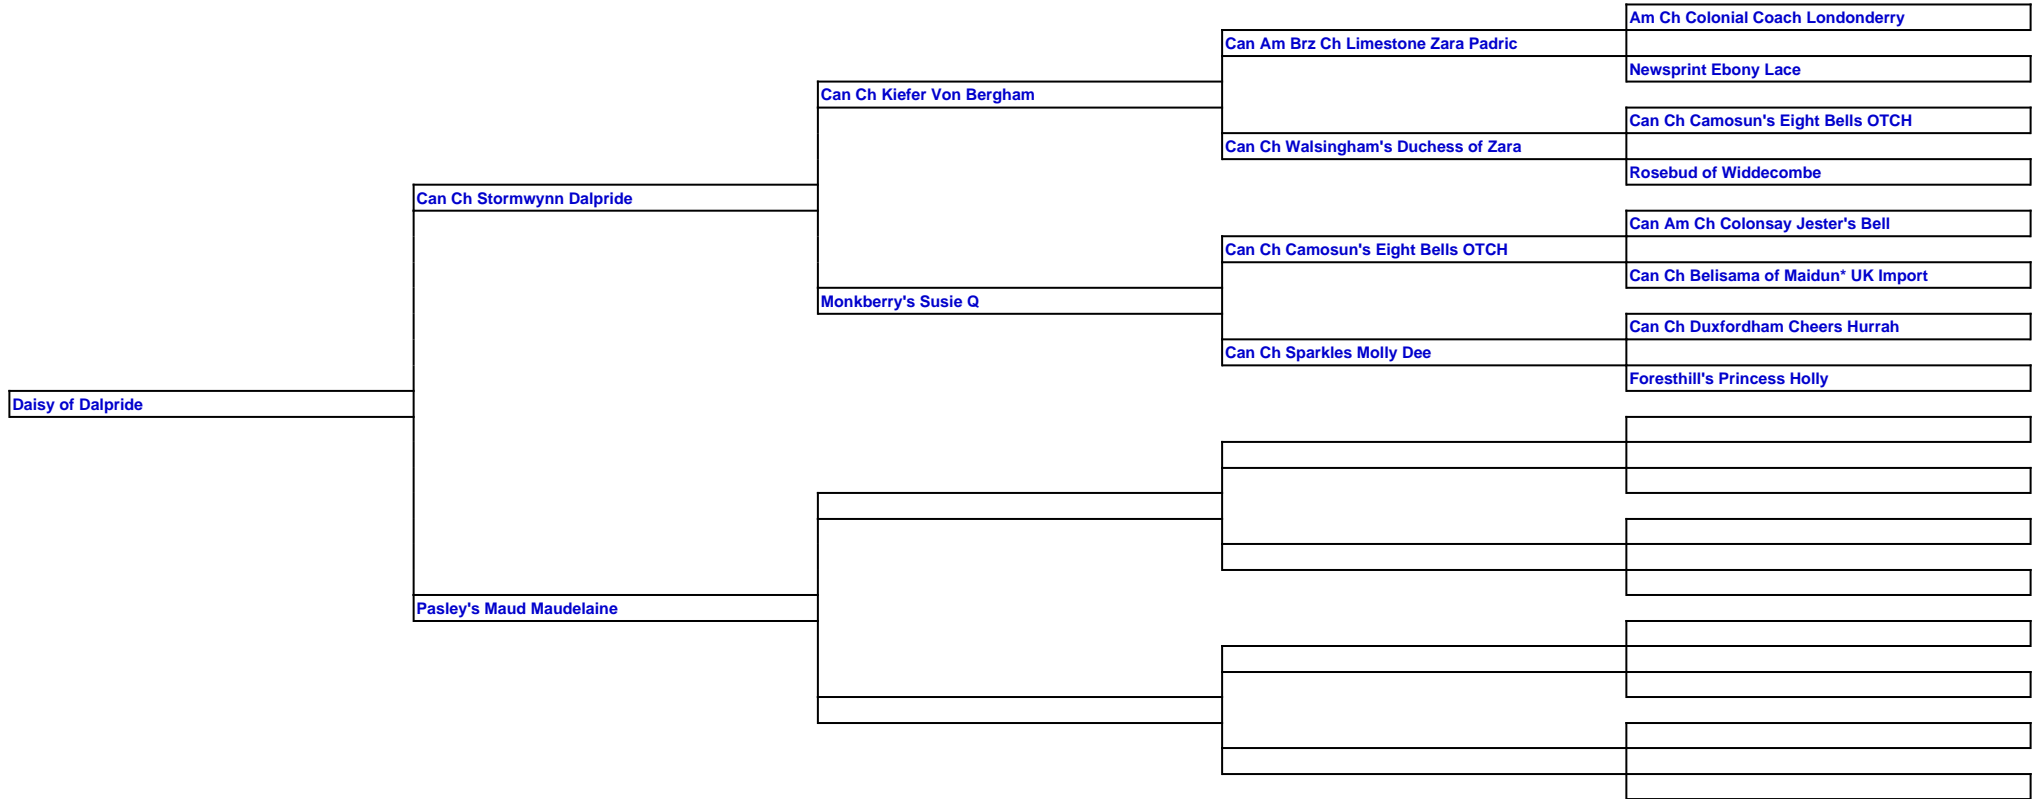 Am Ch Colonial Coach Londonderry
Can Am Brz Ch Limestone Zara Padric
Newsprint Ebony Lace
Can Ch Kiefer Von Bergham
Can Ch Camosun's Eight Bells OTCH
Can Ch Walsingham's Duchess of Zara
Rosebud of Widdecombe
Can Ch Stormwynn Dalpride
Can Am Ch Colonsay Jester's Bell
Can Ch Camosun's Eight Bells OTCH
Can Ch Belisama of Maidun* UK Import
Monkberry's Susie Q
Can Ch Duxfordham Cheers Hurrah
Can Ch Sparkles Molly Dee
Foresthill's Princess Holly
Daisy of Dalpride
Pasley's Maud Maudelaine